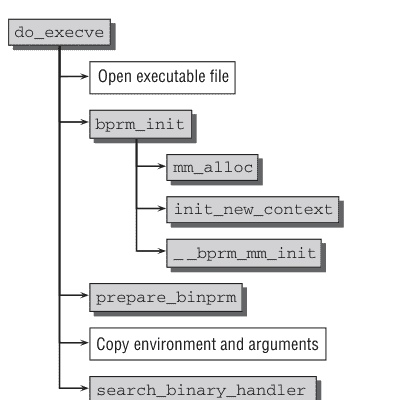 do_execve
Open executable file
bprm_init
mm_alloc
init_new_context
__bprm_mm_init
prepare_binprm
Copy environment and arguments
search_binary_handler